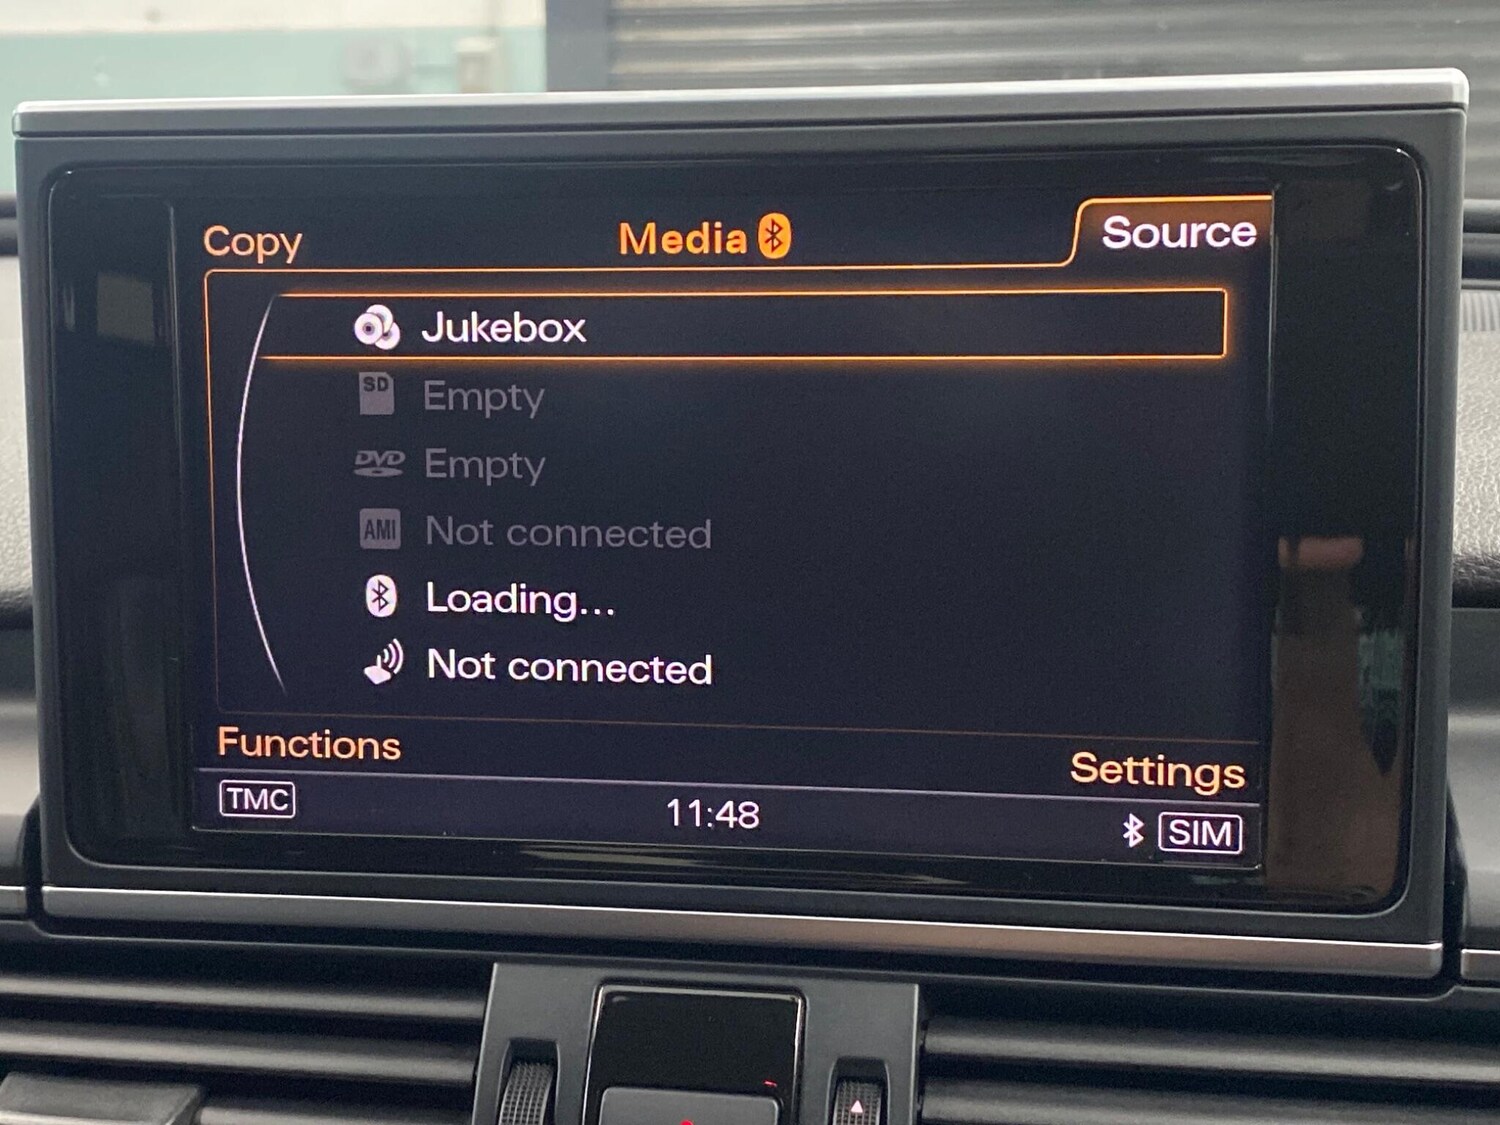 Copy Media Source
Jukebox
SD Empty
DVD Empty
AMI Not connected
Loading...
Not connected
Functions Settings
TMC 11:48 SIM